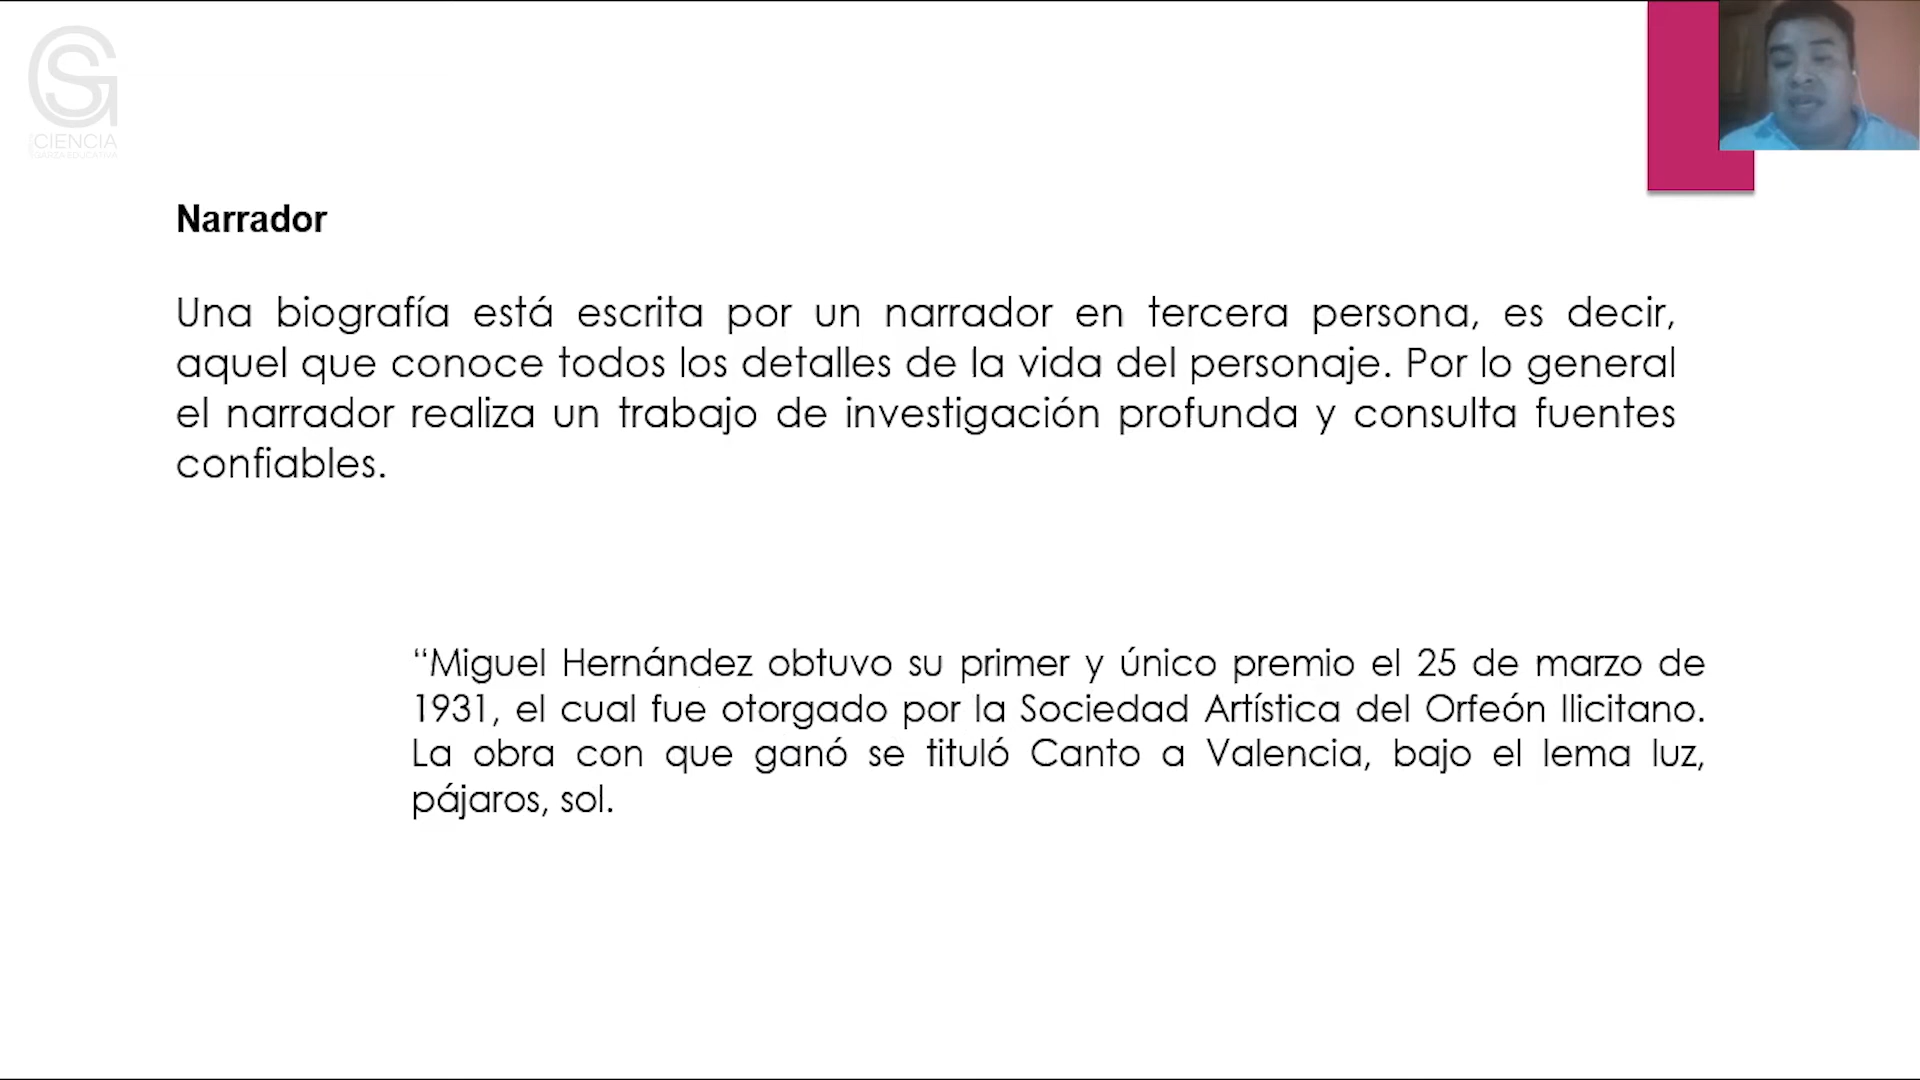 CIENCIA
GARZA EDUCATIVA
Narrador
Una biografía está escrita por un narrador en tercera persona, es decir,
aquel que conoce todos los detalles de la vida del personaje. Por lo general
el narrador realiza un trabajo de investigación profunda y consulta fuentes
confiables.
“Miguel Hernández obtuvo su primer y único premio el 25 de marzo de
1931, el cual fue otorgado por la Sociedad Artística del Orfeón Ilicitano.
La obra con que ganó se tituló Canto a Valencia, bajo el lema luz,
pájaros, sol.